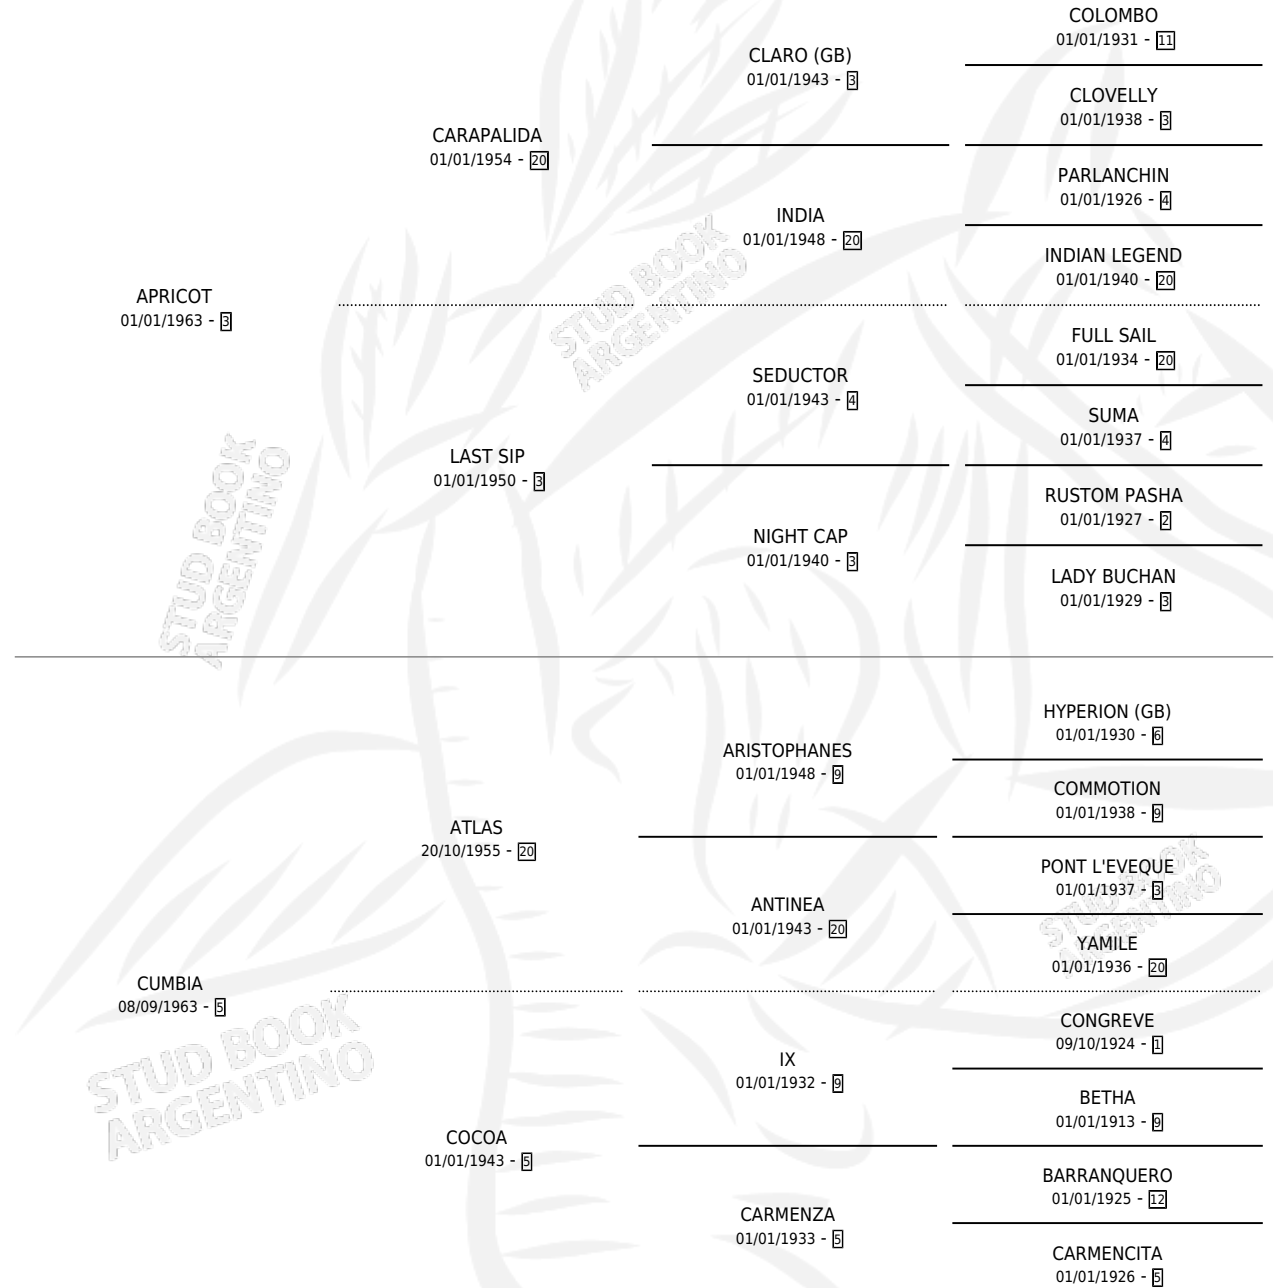 COLOMBO
01/01/1931 - 11
CLARO (GB)
01/01/1943 - 3
CLOVELLY
01/01/1938 - 3
CARAPALIDA
01/01/1954 - 20
PARLANCHIN
01/01/1926 - 4
INDIA
01/01/1948 - 20
INDIAN LEGEND
01/01/1940 - 20
APRICOT
01/01/1963 - 3
FULL SAIL
01/01/1934 - 20
SEDUCTOR
01/01/1943 - 4
SUMA
01/01/1937 - 4
LAST SIP
01/01/1950 - 3
RUSTOM PASHA
01/01/1927 - 2
NIGHT CAP
01/01/1940 - 3
LADY BUCHAN
01/01/1929 - 3
HYPERION (GB)
01/01/1930 - 6
ARISTOPHANES
01/01/1948 - 9
COMMOTION
01/01/1938 - 9
ATLAS
20/10/1955 - 20
PONT L'EVEQUE
01/01/1937 - 3
ANTINEA
01/01/1943 - 20
YAMILE
01/01/1936 - 20
CUMBIA
08/09/1963 - 5
CONGREVE
09/10/1924 - 1
IX
01/01/1932 - 9
BETHA
01/01/1913 - 9
COCOA
01/01/1943 - 5
BARRANQUERO
01/01/1925 - 12
CARMENZA
01/01/1933 - 5
CARMENCITA
01/01/1926 - 5
STUD BOOK
ARGENTINO
STUD BOOK
ARGENTINO
STUD BOOK
ARGENTINO
STUD BOOK
ARGENTINO